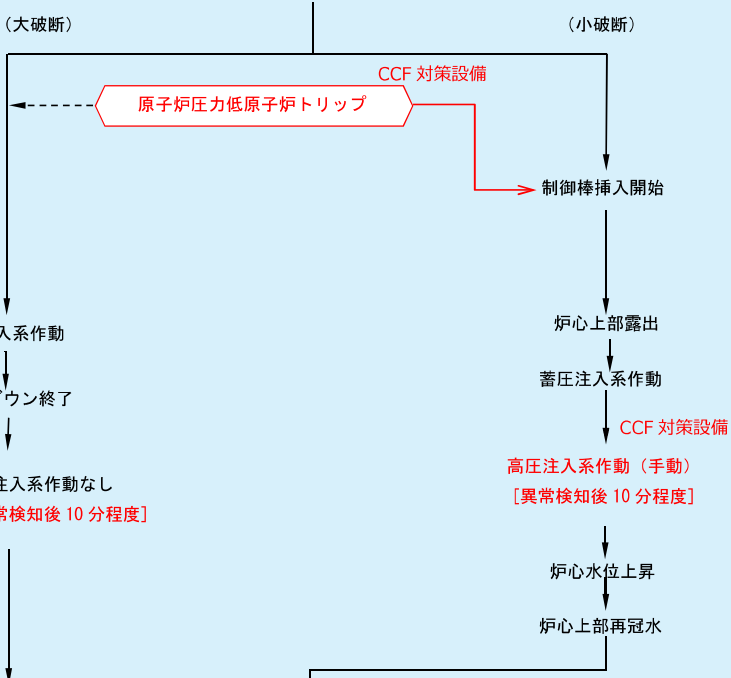 （大破断）
（小破断）
CCF 対策設備
原子炉圧力低原子炉トリップ
制御棒挿入開始
炉心上部露出
入系作動
蓄圧注入系作動
ウン終了
CCF 対策設備
高圧注入系作動（手動）
注入系作動なし
［異常検知後 10 分程度］
常検知後 10 分程度］
炉心水位上昇
炉心上部再冠水